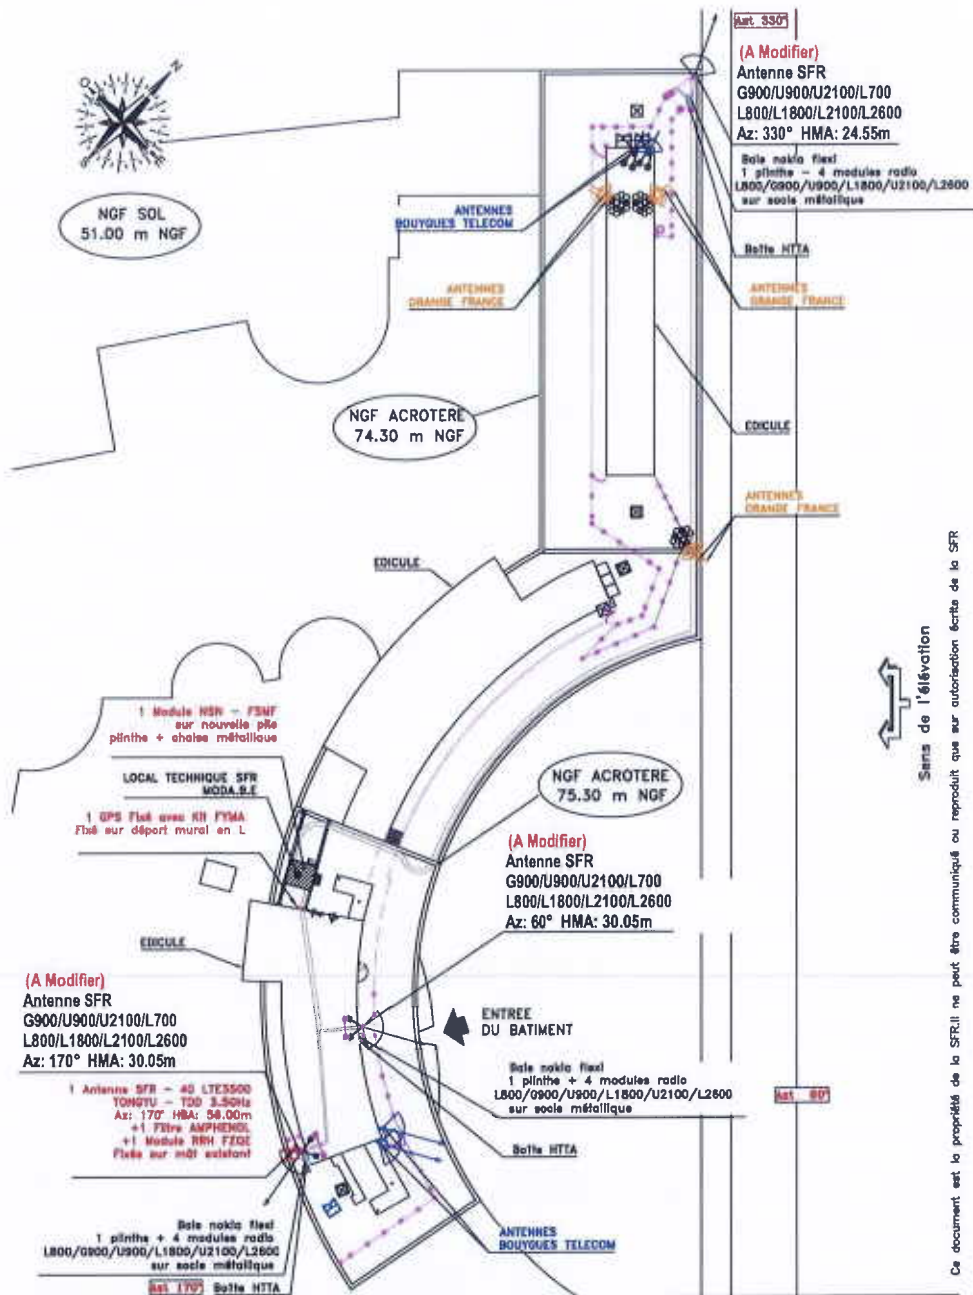 Azt 330°
(A Modifier)
Antenne SFR
G900/U900/U2100/L700
L800/L1800/L2100/L2600
Az: 330° HMA: 24.55m
Baie nokia flexi
1 plinthe - 4 modules radio
L800/G900/U900/L1800/U2100/L2600
sur socle métallique
Boîte HTTA
N
O
NGF SOL
51.00 m NGF
ANTENNES
BOUYGUES TELECOM
ANTENNES
ORANGE FRANCE
ANTENNES
ORANGE FRANCE
NGF ACROTERE
74.30 m NGF
EDICULE
ANTENNES
ORANGE FRANCE
EDICULE
1 Module NSN - FSMF
sur nouvelle pile
plinthe + chaise métallique
LOCAL TECHNIQUE SFR
MODA.B.E
1 GPS Fixé avec Kit FYMA
Fixé sur déport mural en L
NGF ACROTERE
75.30 m NGF
(A Modifier)
Antenne SFR
G900/U900/U2100/L700
L800/L1800/L2100/L2600
Az: 60° HMA: 30.05m
EDICULE
(A Modifier)
Antenne SFR
G900/U900/U2100/L700
L800/L1800/L2100/L2600
Az: 170° HMA: 30.05m
ENTREE
DU BATIMENT
Baie nokia flexi
1 plinthe + 4 modules radio
L800/G900/U900/L1800/U2100/L2600
sur socle métallique
Azt 60°
Boîte HTTA
TONGYU - TDD 3.5GHz
+1 Filtre AMPHENOL
+1 Module RRH
Fixée sur mât existant
Baie nokia flexi
1 plinthe + 4 modules radio
L800/G900/U900/L1800/U2100/L2600
sur socle métallique
Azt 170°
Boîte HTTA
ANTENNES
BOUYGUES TELECOM
Sens de l'élévation
Ce document est la propriété de la SFR.Il ne peut être communiqué ou reproduit que sur autorisation écrite de la SFR